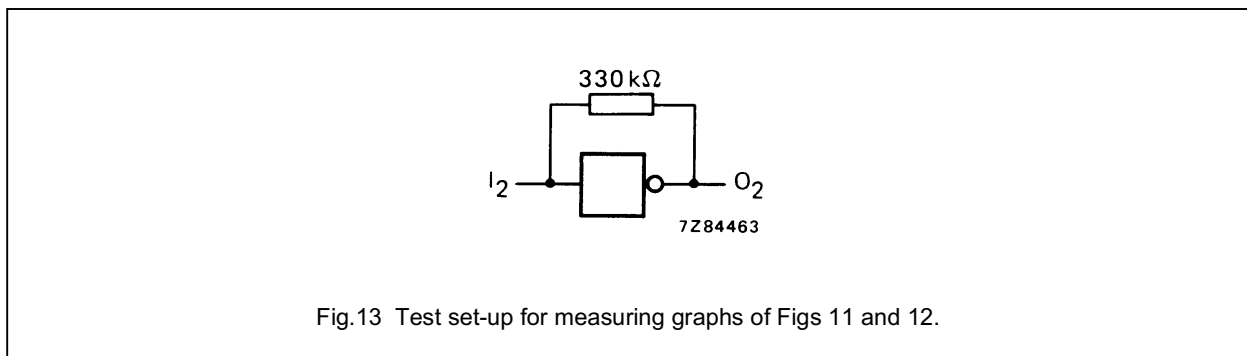 330 kΩ
I2
O2
7Z84463
Fig.13 Test set-up for measuring graphs of Figs 11 and 12.